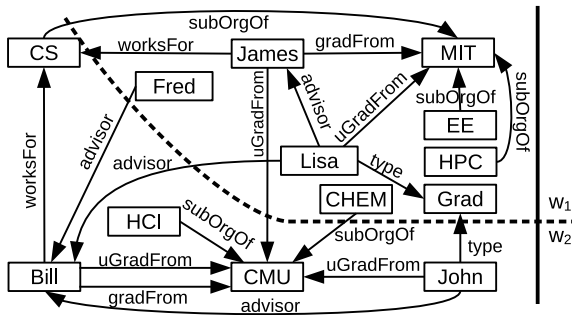 subOrgOf
CS
worksFor
James
gradFrom
MIT
Fred
advisor
uGradFrom
advisor
uGradFrom
subOrgOf
EE
subOrgOf
worksFor
advisor
Lisa
type
HPC
CHEM
Grad
w1
HCI
subOrgOf
subOrgOf
w2
type
Bill
uGradFrom
CMU
uGradFrom
John
gradFrom
advisor